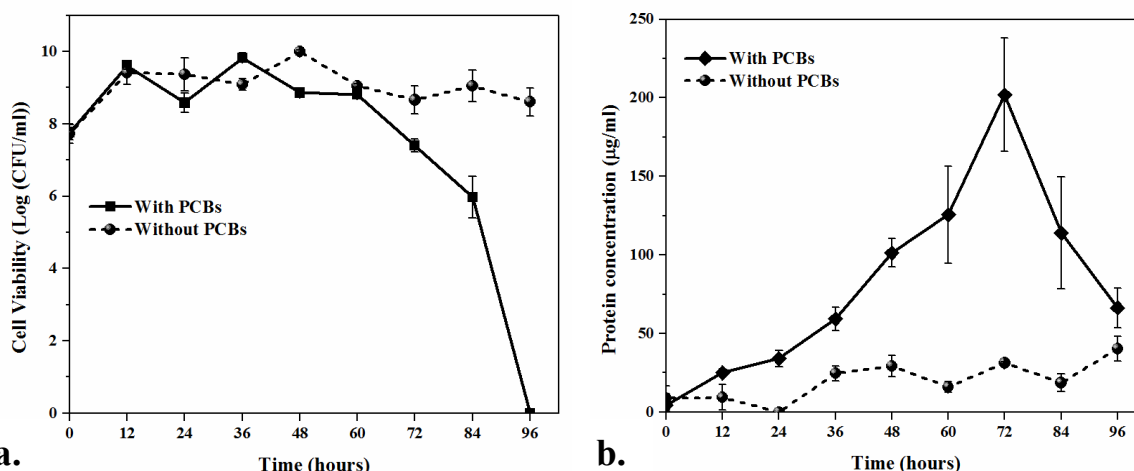 Cell Viability (Log (CFU/ml))
10
8
6
4
2
0
With PCBs
Without PCBs
0 12 24 36 48 60 72 84 96
Time (hours)
a.
Protein concentration (μg/ml)
250
200
150
100
50
0
With PCBs
Without PCBs
0 12 24 36 48 60 72 84 96
Time (hours)
b.